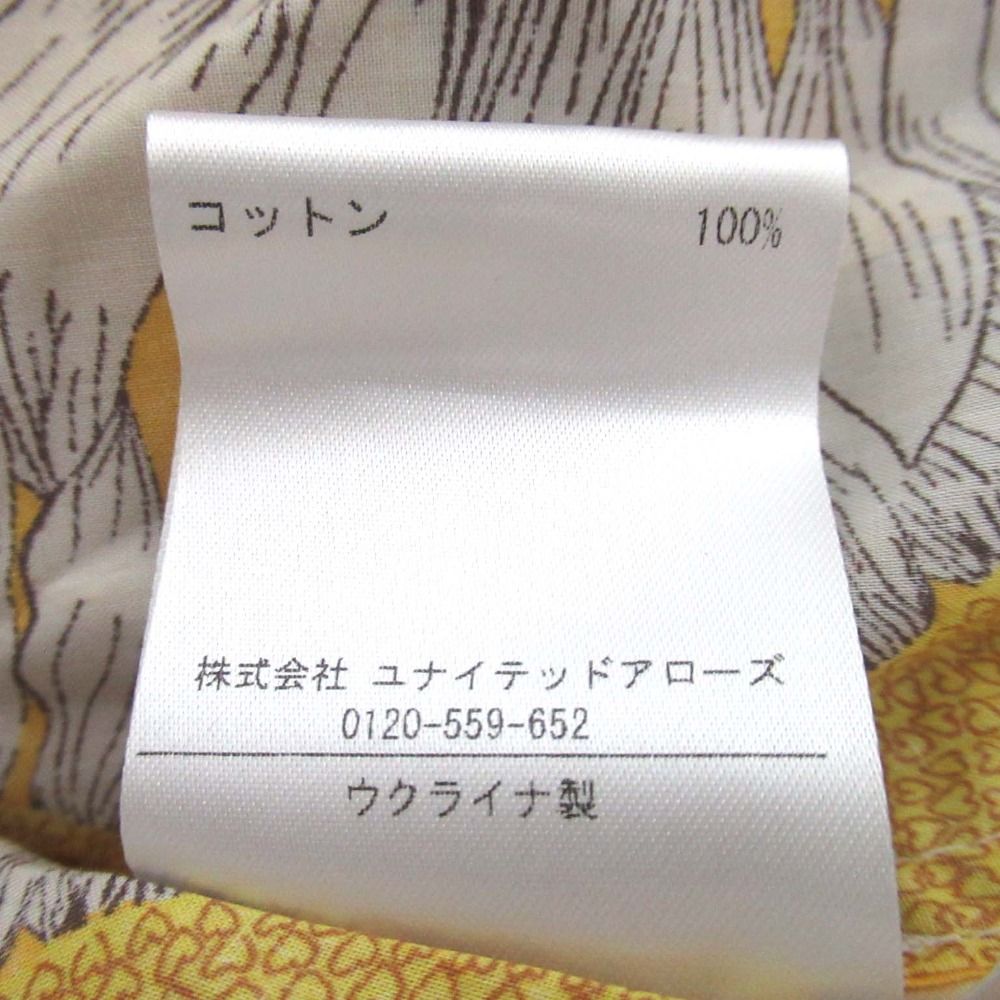 コットン 100%
株式会社 ユナイテッドアローズ
0120-559-652
ウクライナ製